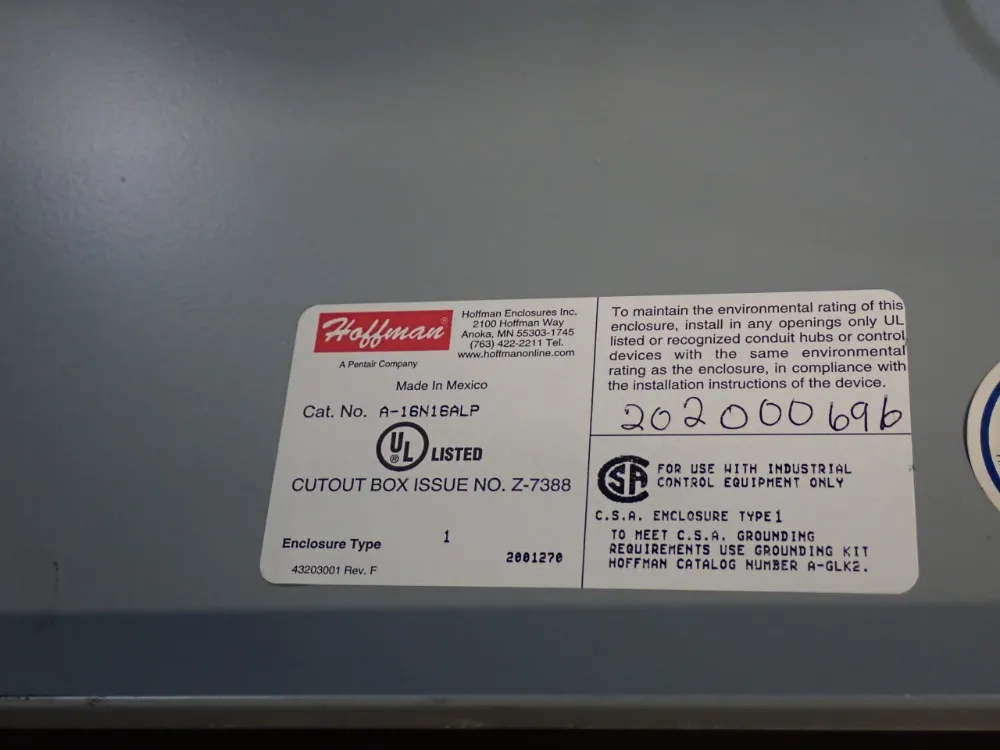 Hoffman®
A Pentair Company
Hoffman Enclosures Inc.
2100 Hoffman Way
Anoka, MN 55303-1745
(763) 422-2211 Tel.
www.hoffmanonline.com
Made In Mexico
Cat. No. A-16N16ALP
UL ® LISTED
CUTOUT BOX ISSUE NO. Z-7388
Enclosure Type 1
2001270
43203001 Rev. F
To maintain the environmental rating of this
enclosure, install in any openings only UL
listed or recognized conduit hubs or control
devices with the same environmental
rating as the enclosure, in compliance with
the installation instructions of the device.
202000696
CSA FOR USE WITH INDUSTRIAL
CONTROL EQUIPMENT ONLY
C.S.A. ENCLOSURE TYPE 1
TO MEET C.S.A. GROUNDING
REQUIREMENTS USE GROUNDING KIT
HOFFMAN CATALOG NUMBER A-GLK2.